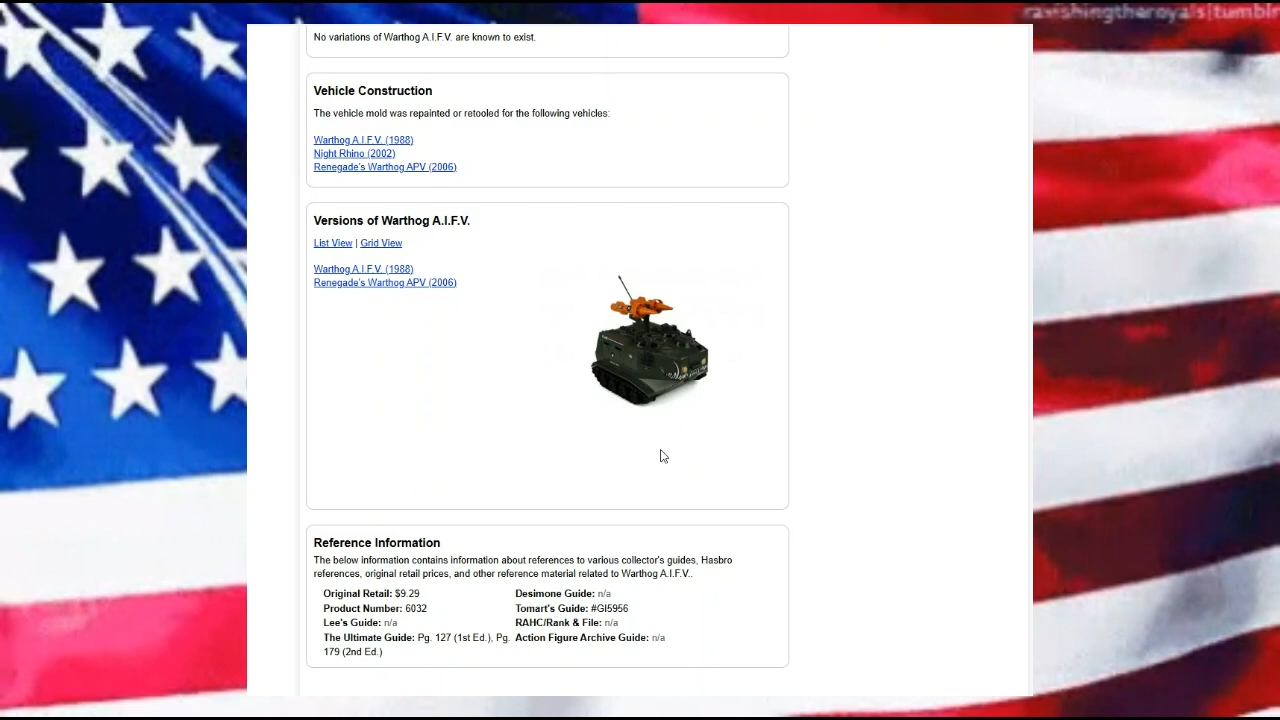 ravishingtheroyals|tumblr
No variations of Warthog A.I.F.V. are known to exist.
Vehicle Construction
The vehicle mold was repainted or retooled for the following vehicles:
Warthog A.I.F.V. (1988)
Night Rhino (2002)
Renegade's Warthog APV (2006)
Versions of Warthog A.I.F.V.
List View | Grid View
Warthog A.I.F.V. (1988)
Renegade's Warthog APV (2006)
Reference Information
The below information contains information about references to various collector's guides, Hasbro
references, original retail prices, and other reference material related to Warthog A.I.F.V..
Original Retail: $9.29
Product Number: 6032
Lee's Guide: n/a
The Ultimate Guide: Pg. 127 (1st Ed.), Pg.
179 (2nd Ed.)
Desimone Guide: n/a
Tomart's Guide: #GI5956
RAHC/Rank & File: n/a
Action Figure Archive Guide: n/a